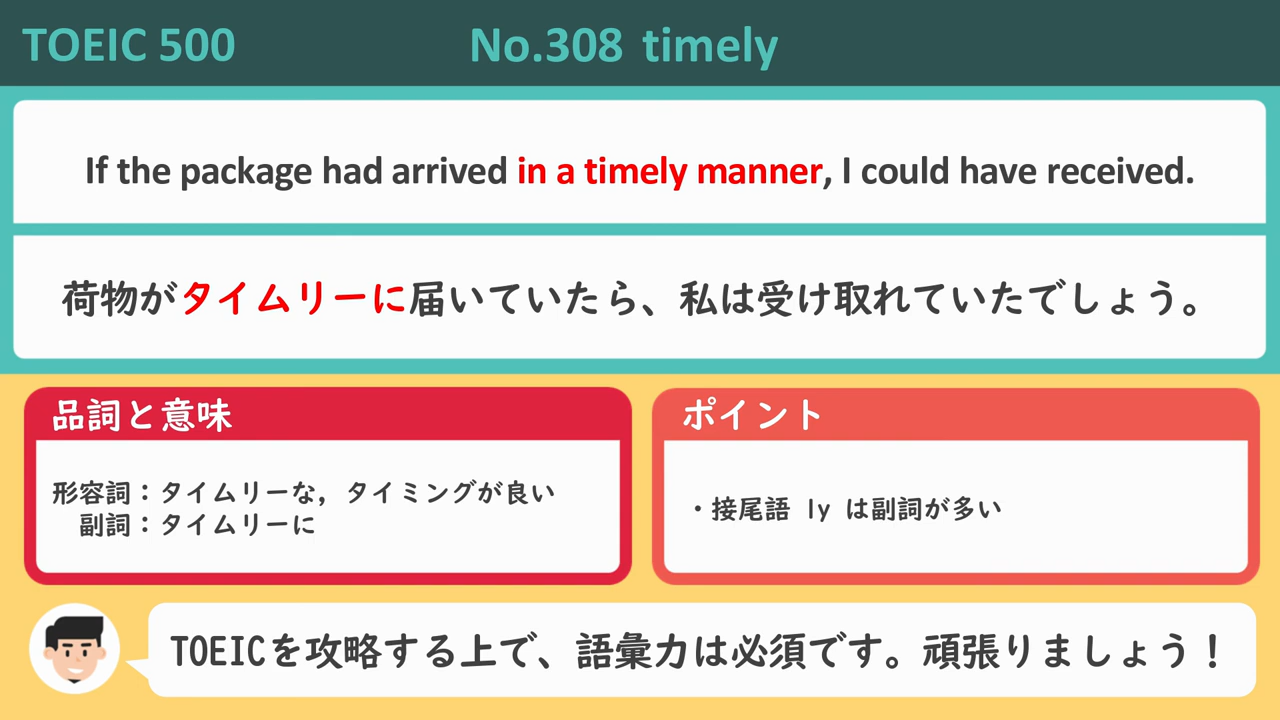 TOEIC 500
No.308 timely
If the package had arrived in a timely manner, I could have received.
荷物がタイムリーに届いていたら、私は受け取れていたでしょう。
品詞と意味
形容詞：タイムリーな，タイミングが良い
副詞：タイムリーに
ポイント
・接尾語 ly は副詞が多い
TOEICを攻略する上で、語彙力は必須です。頑張りましょう！